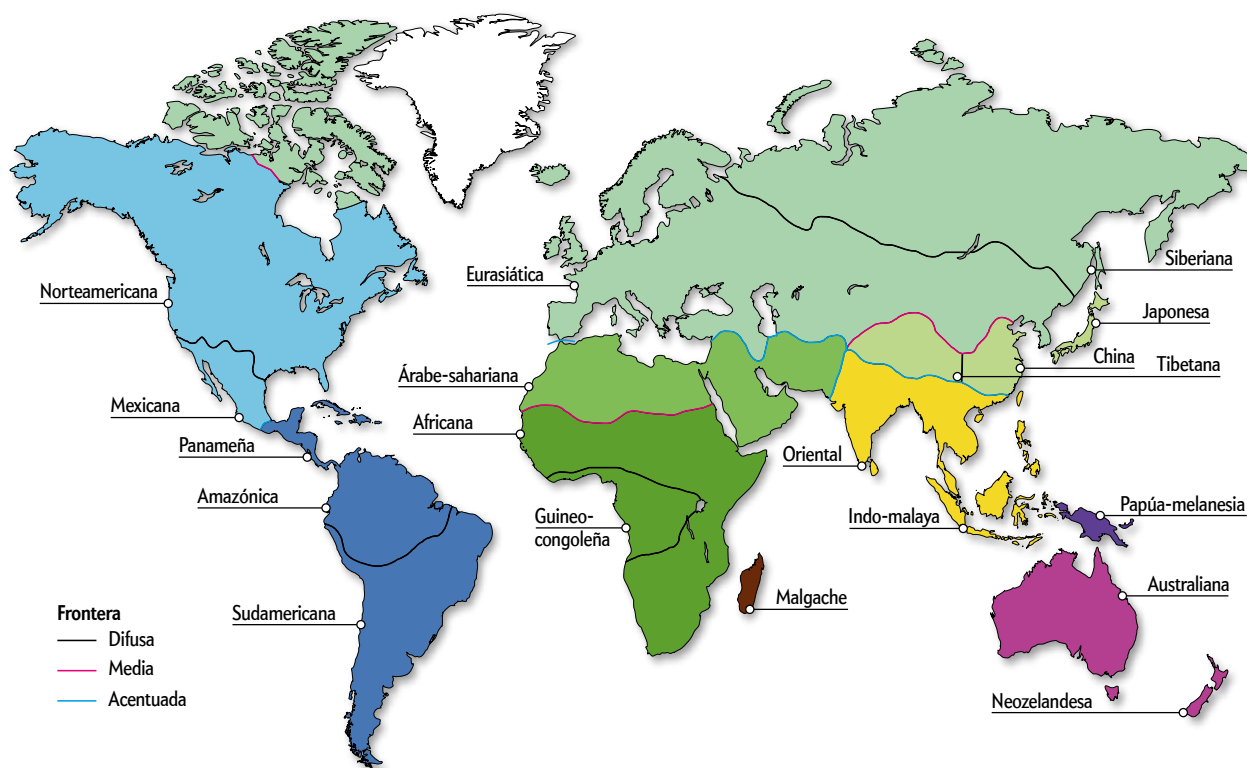 Eurasiática
Siberiana
Norteamericana
Japonesa
China
Tibetana
Árabe-sahariana
Mexicana
Africana
Panameña
Oriental
Amazónica
Guineo-
congoleña
Indo-malaya
Papúa-melanesia
Malgache
Australiana
Sudamericana
Frontera
Difusa
Media
Acentuada
Neozelandesa